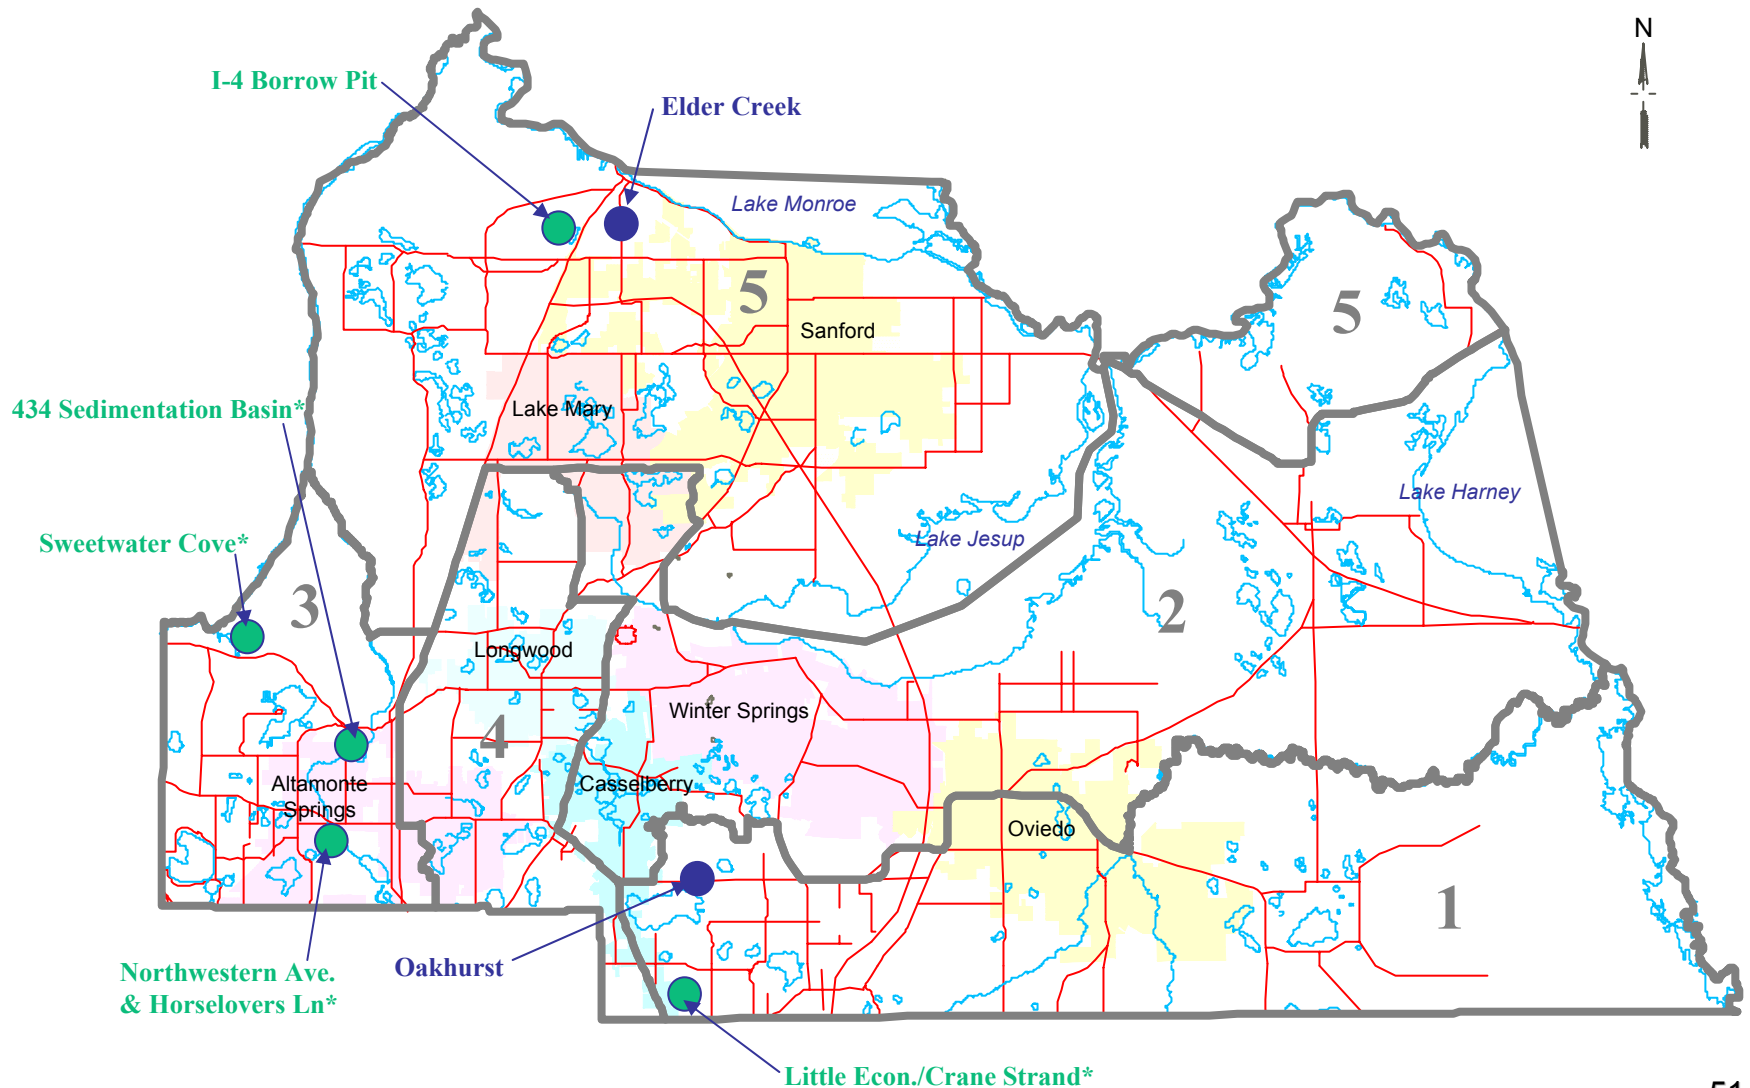 N
I-4 Borrow Pit
Elder Creek
Lake Monroe
5
5
Sanford
434 Sedimentation Basin*
Lake Mary
Lake Harney
Sweetwater Cove*
Lake Jesup
3
2
Longwood
Winter Springs
4
Altamonte
Springs
Casselberry
Oviedo
1
Northwestern Ave.
& Horselovers Ln*
Oakhurst
Little Econ./Crane Strand*
51